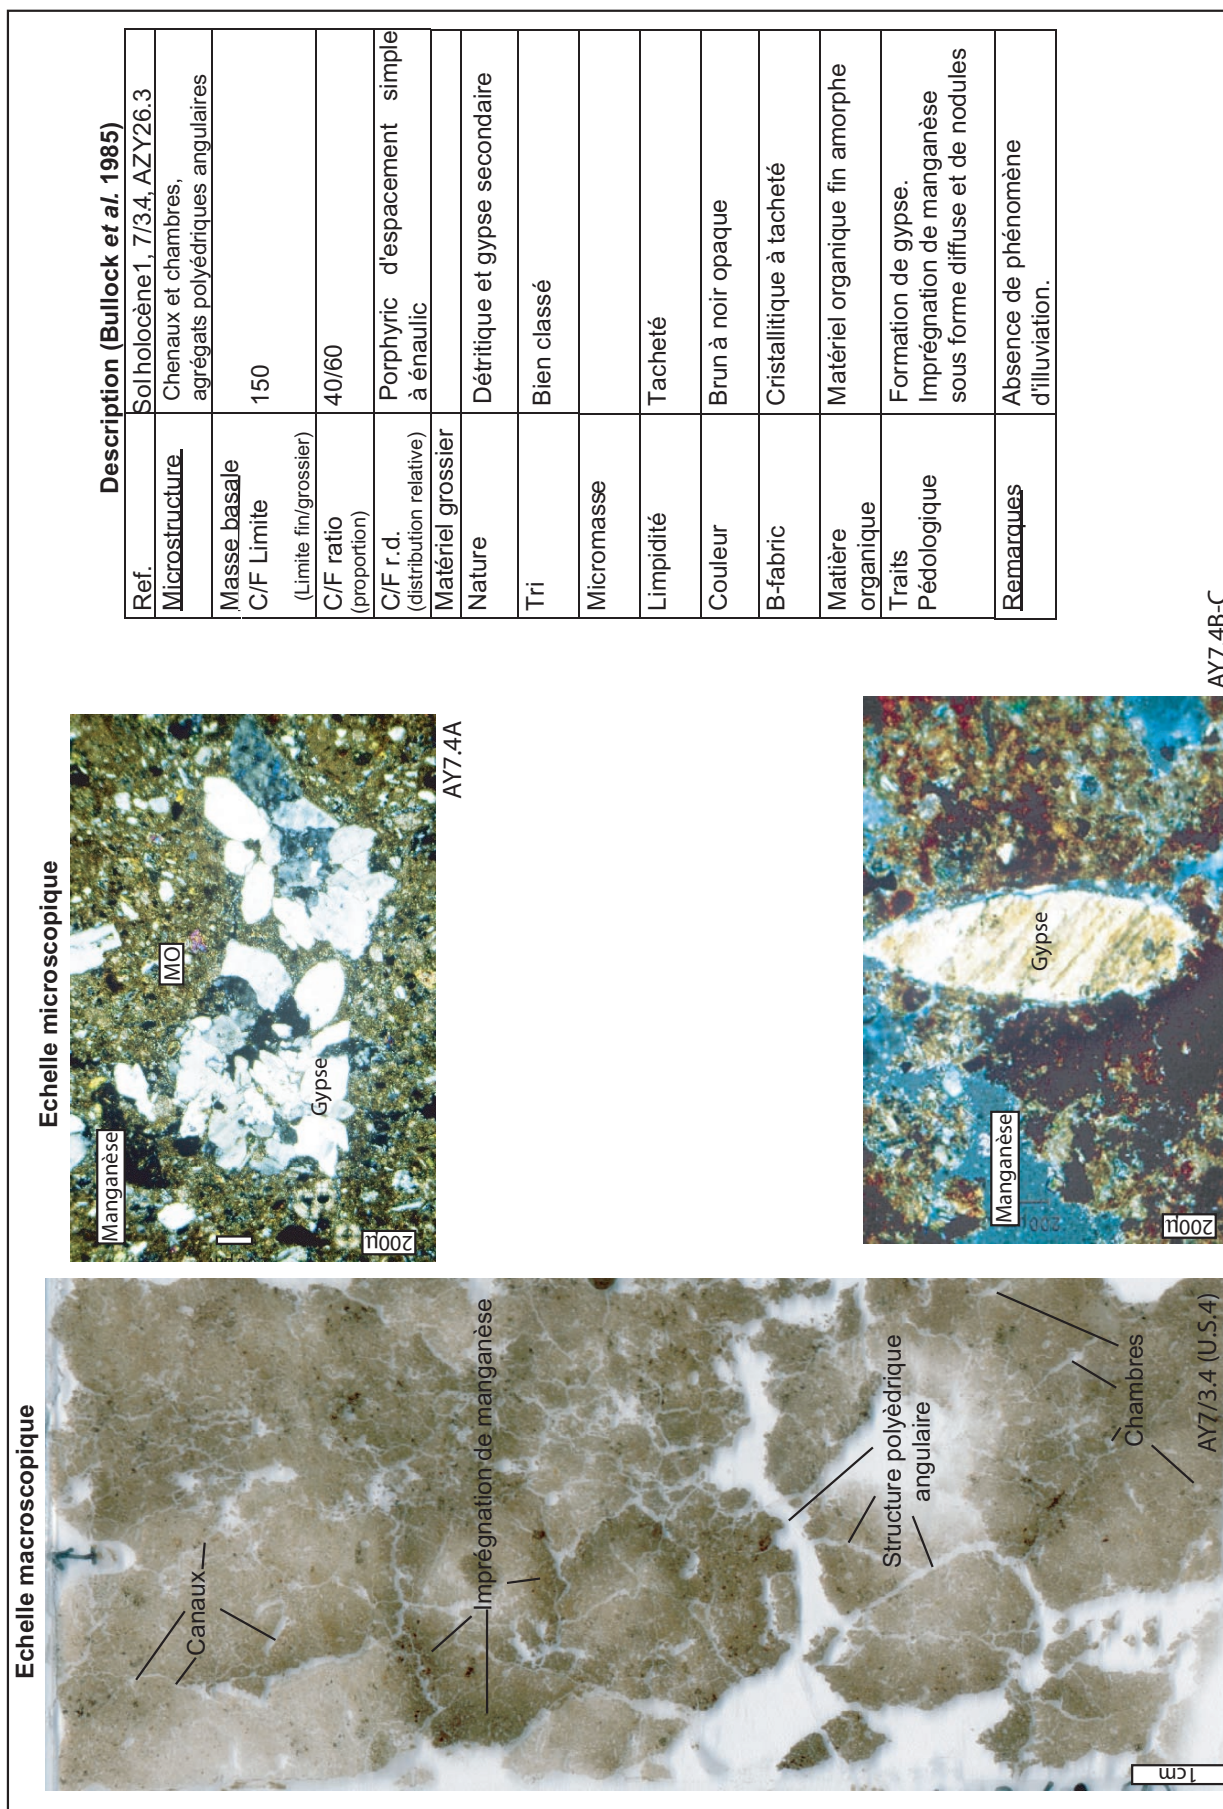 Echelle macroscopique
Canaux
Imprégnation de manganèse
Structure polyèdrique
angulaire
Chambres
AY7/3.4 (U.S.4)
1cm
Echelle microscopique
Manganèse
MO
Gypse
200µ
AY7.4A
Manganèse
Gypse
200µ
200µ
AY7.4B-C
Description (Bullock et al. 1985)
Ref. Sol holocène1, 7/3.4, AZY26.3
Microstructure Chenaux et chambres,
agrégats polyédriques angulaires
Masse basale
C/F Limite 150
(Limite fin/grossier)
C/F ratio 40/60
(proportion)
C/F r.d. Porphyric d'espacement simple
(distribution relative) à énaulic
Matériel grossier
Nature Détritique et gypse secondaire
Tri Bien classé
Micromasse
Limpidité Tacheté
Couleur Brun à noir opaque
B-fabric Cristallitique à tacheté
Matière Matériel organique fin amorphe
organique
Traits Formation de gypse.
Pédologique Imprégnation de manganèse
sous forme diffuse et de nodules
Remarques Absence de phénomène
d'illuviation.